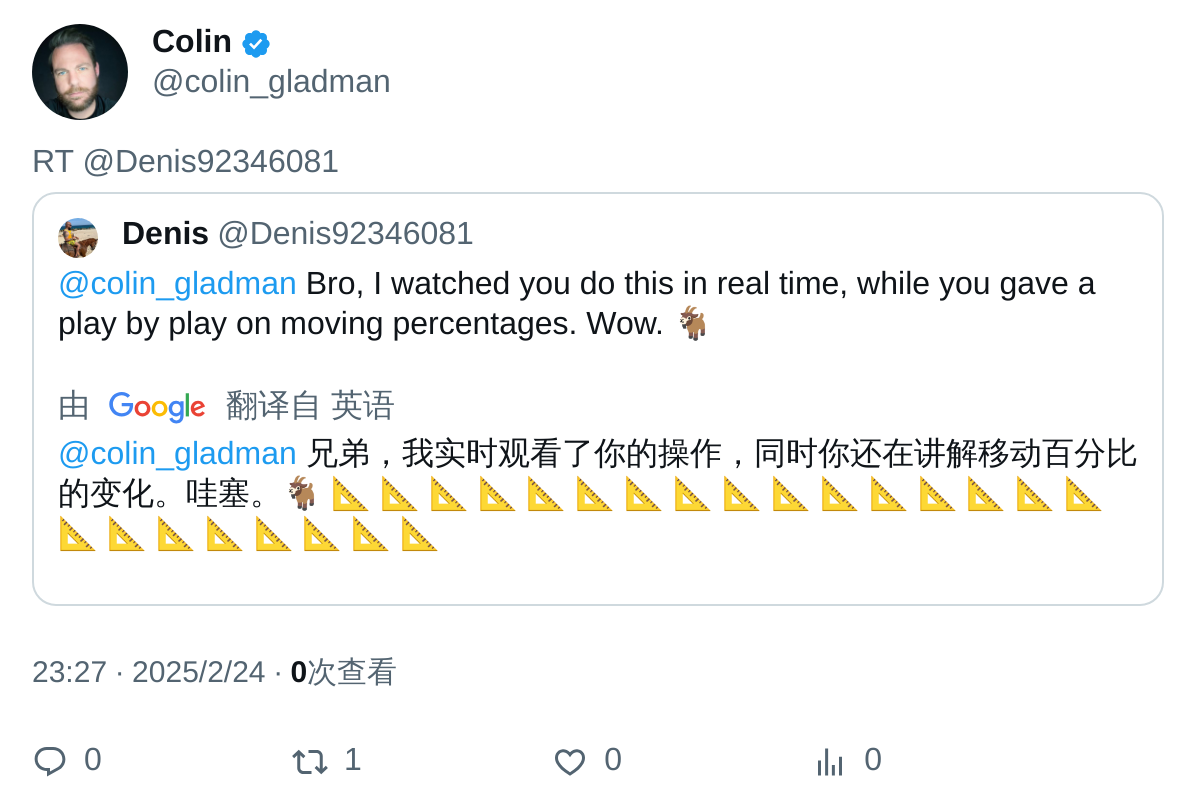 Colin
@colin_gladman
RT @Denis92346081
Denis @Denis92346081
@colin_gladman Bro, I watched you do this in real time, while you gave a
play by play on moving percentages. Wow. 🐐
由 Google 翻译自 英语
@colin_gladman 兄弟，我实时观看了你的操作，同时你还在讲解移动百分比
的变化。哇塞。🐐 📐 📐 📐 📐 📐 📐 📐 📐 📐 📐 📐 📐 📐 📐 📐 📐
📐 📐 📐 📐 📐 📐 📐 📐
23:27 · 2025/2/24 · 0次查看
0 1 0 0